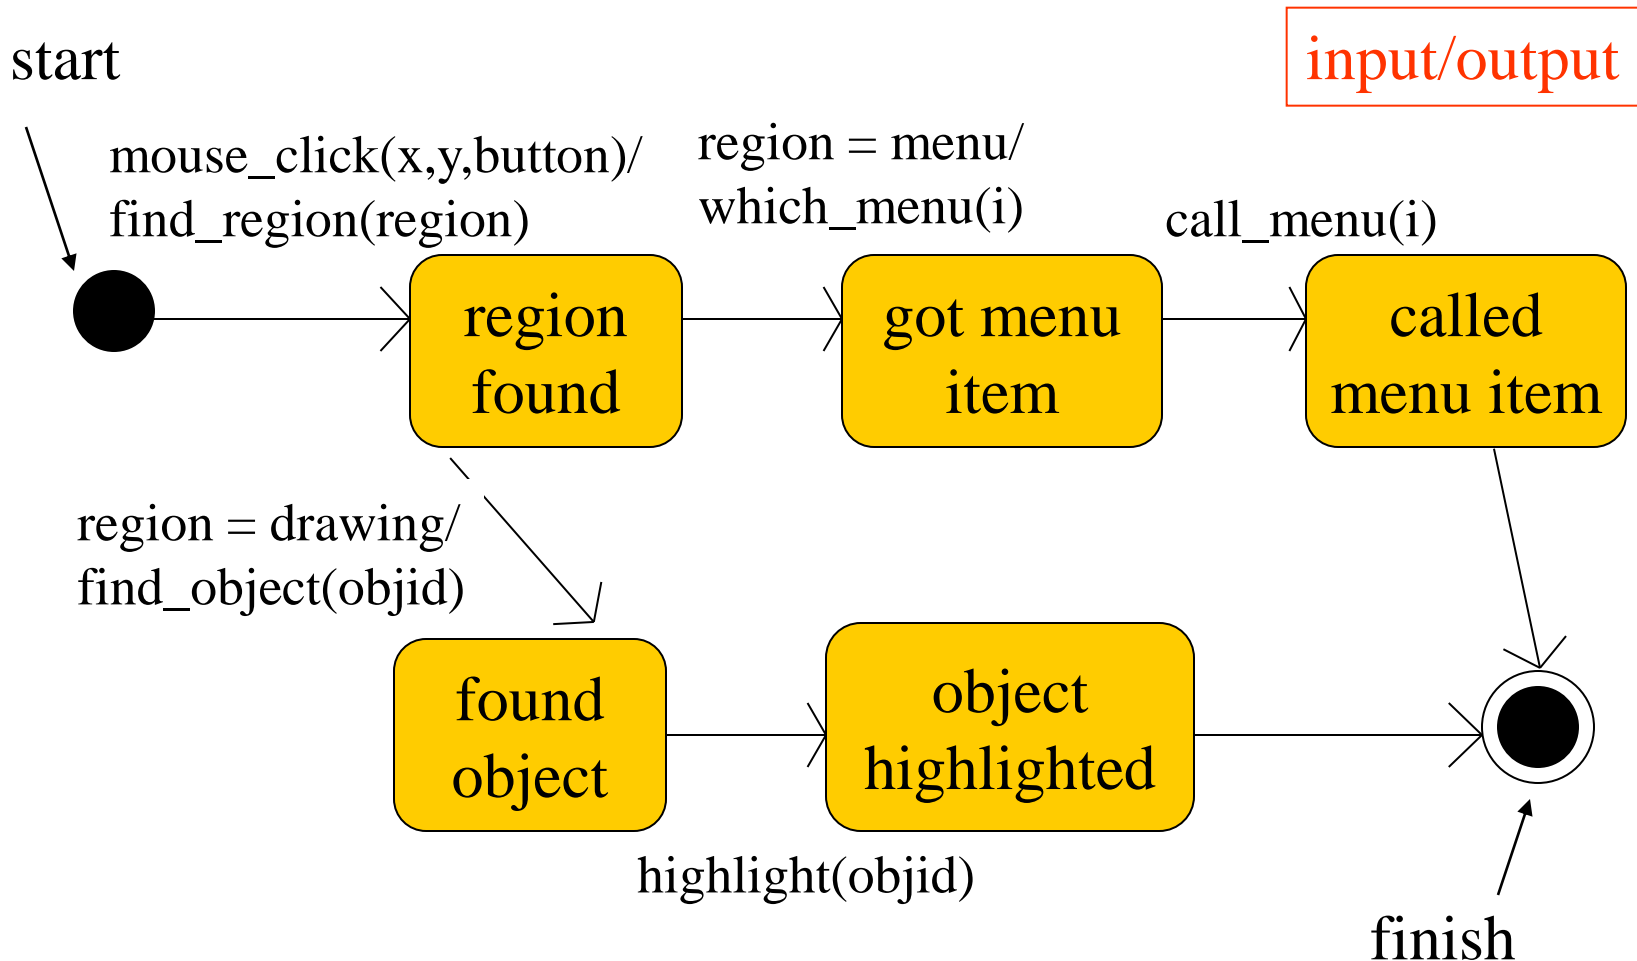 start
input/output
mouse_click(x,y,button)/
find_region(region)
region = menu/
which_menu(i)
call_menu(i)
region
found
got menu
item
called
menu item
region = drawing/
find_object(objid)
found
object
object
highlighted
highlight(objid)
finish